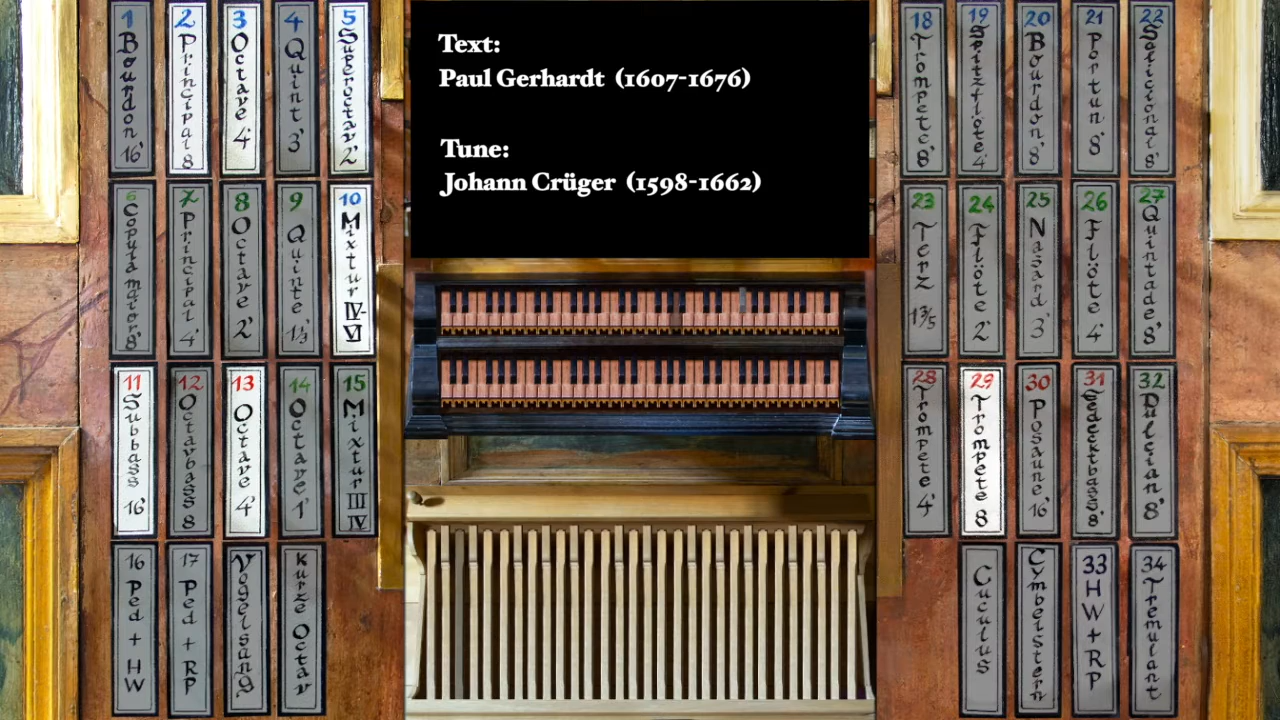 1 Bourdon 16'
2 Principal 8
3 Octave 4'
4 Quint 3'
5 Superoctav 2'
Text:
Paul Gerhardt (1607-1676)
Tune:
Johann Crüger (1598-1662)
18 Trompete 8'
19 Spitzflöte 4'
20 Bourdon 8'
21 Portun 8'
22 Salicional 8'
6 Copula maior 8'
7 Principal 4'
8 Octave 2'
9 Quinte 1⅓
10 Mixtur IV-VI
23 Terz 1⅗
24 Flöte 2'
25 Nasard 3'
26 Flöte 4'
27 Quintade 8'
11 Subbass 16'
12 Octavbass 8
13 Octave 4'
14 Octave 1'
15 Mixtur III IV
28 Trompete 4'
29 Trompete 8
30 Posaune 16'
31 Gedecktbass 8'
32 Dulcian 8'
16 Ped + HW
17 Ped + RP
Vogelsang
Kurze Octav
Cuculus
Cymbelstern
33 HW + RP
34 Tremulant